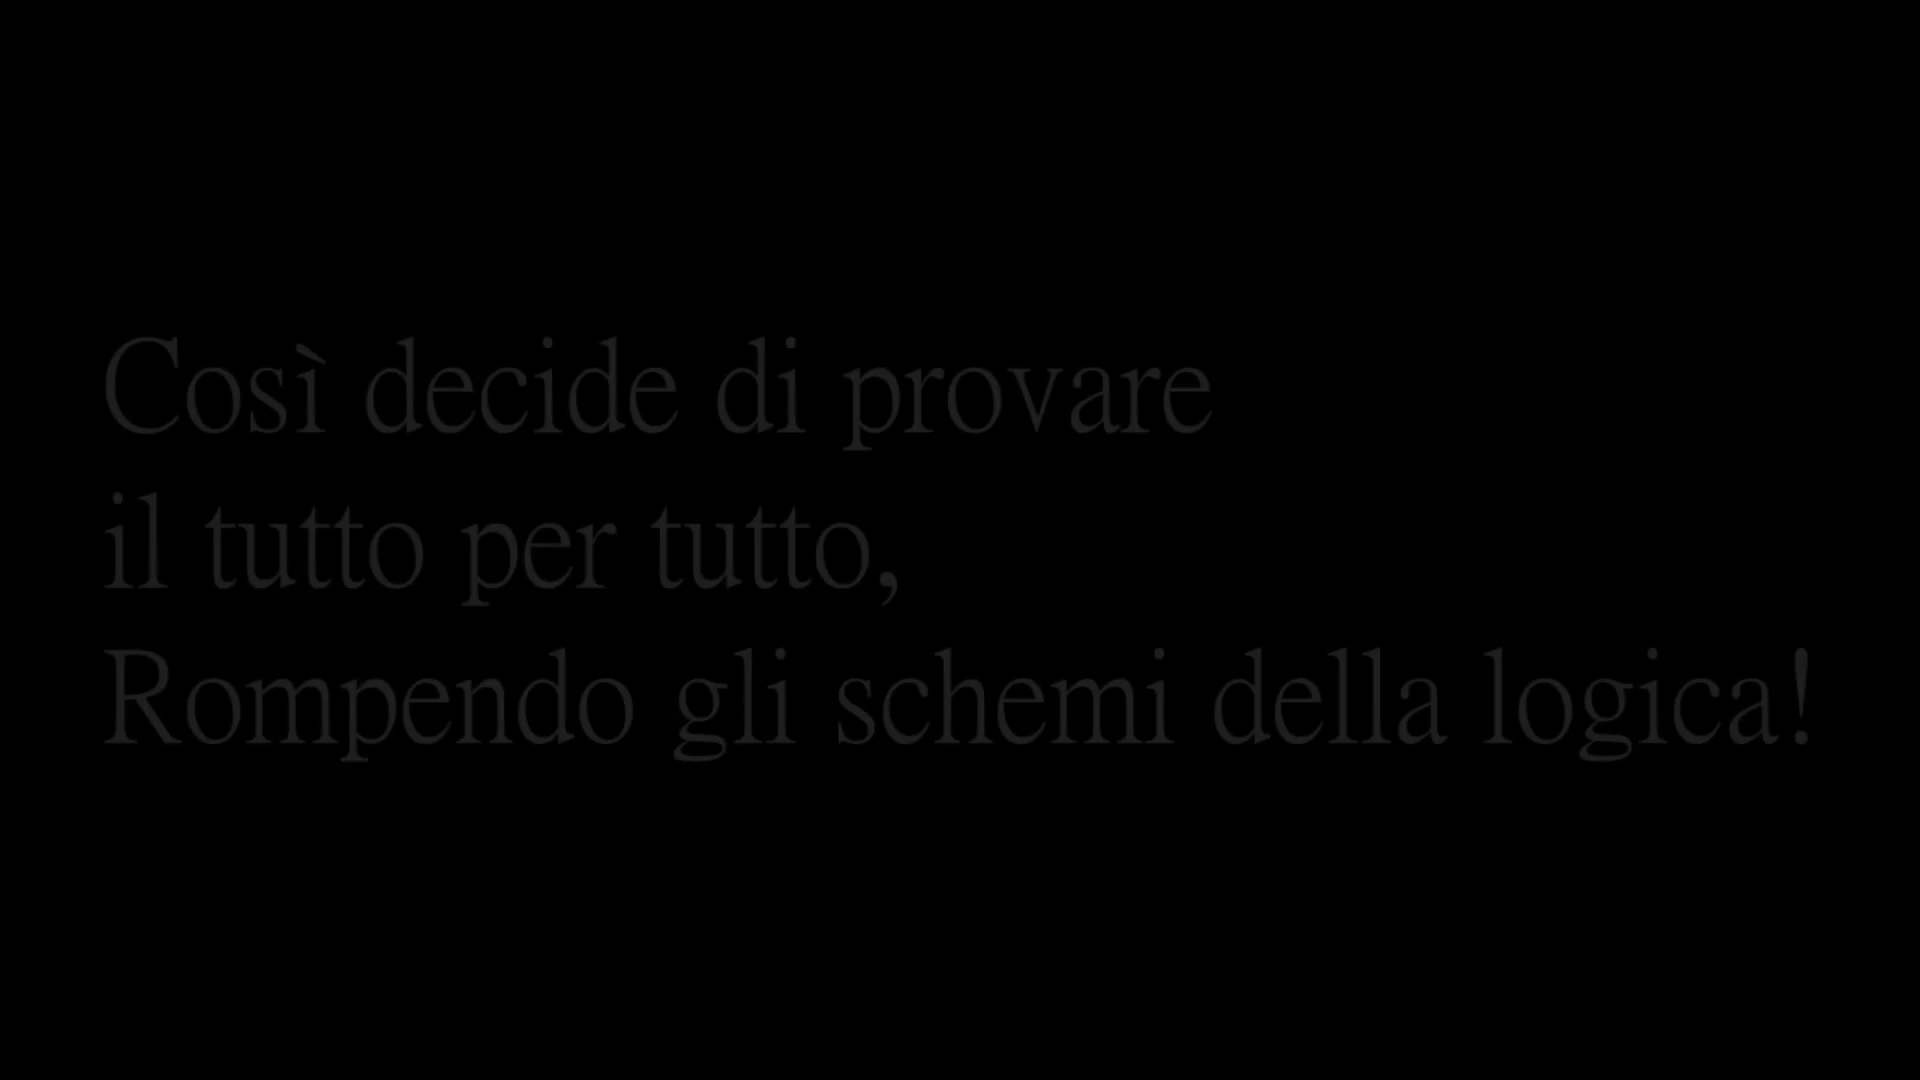 Così decide di provare
il tutto per tutto,
Rompendo gli schemi della logica!